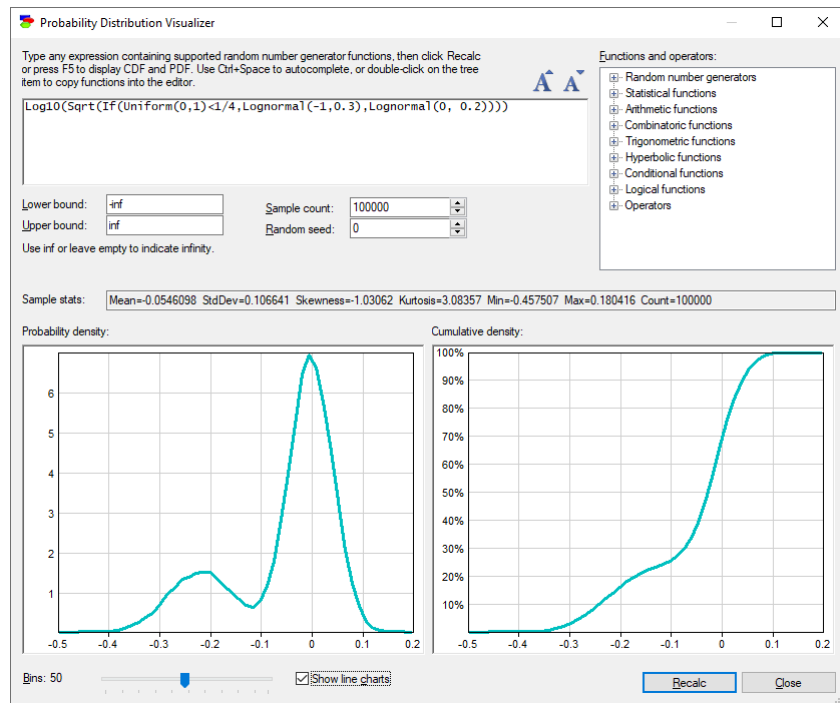 Probability Distribution Visualizer
Type any expression containing supported random number generator functions, then click Recalc
or press F5 to display CDF and PDF. Use Ctrl+Space to autocomplete, or double-click on the tree
item to copy functions into the editor.
A A
Functions and operators:
Log10(Sqrt(If(Uniform(0,1)<1/4,Lognormal(-1,0.3),Lognormal(0, 0.2))))
Random number generators
Statistical functions
Arithmetic functions
Combinatoric functions
Trigonometric functions
Hyperbolic functions
Conditional functions
Logical functions
Operators
Lower bound: -inf
Sample count: 100000
Upper bound: inf
Random seed: 0
Use inf or leave empty to indicate infinity.
Sample stats: Mean=-0.0546098 StdDev=0.106641 Skewness=-1.03062 Kurtosis=3.08357 Min=-0.457507 Max=0.180416 Count=100000
Probability density:
6
5
4
3
2
1
-0.5 -0.4 -0.3 -0.2 -0.1 0 0.1 0.2
Cumulative density:
100%
90%
80%
70%
60%
50%
40%
30%
20%
10%
-0.5 -0.4 -0.3 -0.2 -0.1 0 0.1 0.2
Bins: 50
Show line charts
Recalc
Close